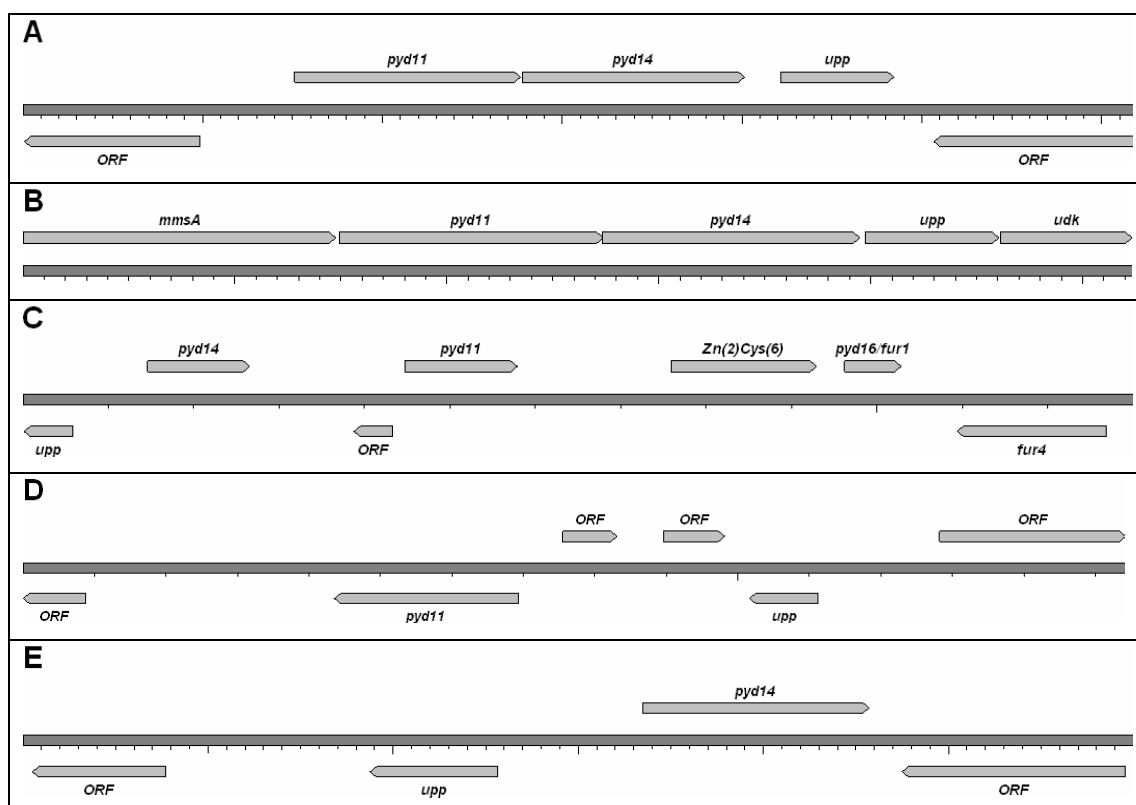 A
pyd11 pyd14 upp
ORF ORF
B
mmsA pyd11 pyd14 upp udk
C
pyd14 pyd11 Zn(2)Cys(6) pyd16/fur1
upp ORF fur4
D
ORF ORF ORF
ORF pyd11 upp
E
pyd14
ORF upp ORF